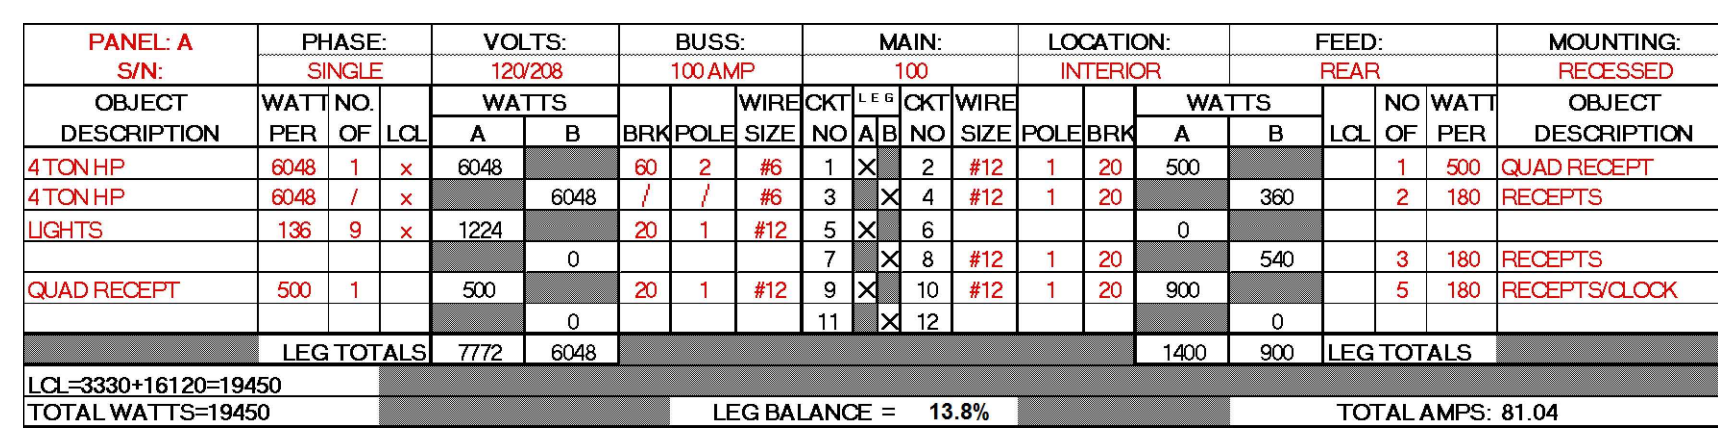 PANEL: A PHASE: VOLTS: BUSS: MAIN: LOCATION: FEED: MOUNTING:
S/N: SINGLE 120/208 100 AMP 100 INTERIOR REAR RECESSED
OBJECT WATT NO. WATTS WIRE CKT LEG CKT WIRE WATTS NO WATT OBJECT
DESCRIPTION PER OF LCL A B BRK POLE SIZE NO A B NO SIZE POLE BRK A B LCL OF PER DESCRIPTION
4 TON HP 6048 1 x 6048 60 2 #6 1 X 2 #12 1 20 500 1 500 QUAD RECEPT
4 TON HP 6048 / x 6048 / / #6 3 X 4 #12 1 20 360 2 180 RECEPTS
LIGHTS 136 9 x 1224 20 1 #12 5 X 6 0
0 7 X 8 #12 1 20 540 3 180 RECEPTS
QUAD RECEPT 500 1 500 20 1 #12 9 X 10 #12 1 20 900 5 180 RECEPTS/CLOCK
0 11 X 12 0
LEG TOTALS 7772 6048 1400 900 LEG TOTALS
LCL=3330+16120=19450
TOTAL WATTS=19450 LEG BALANCE = 13.8% TOTAL AMPS: 81.04